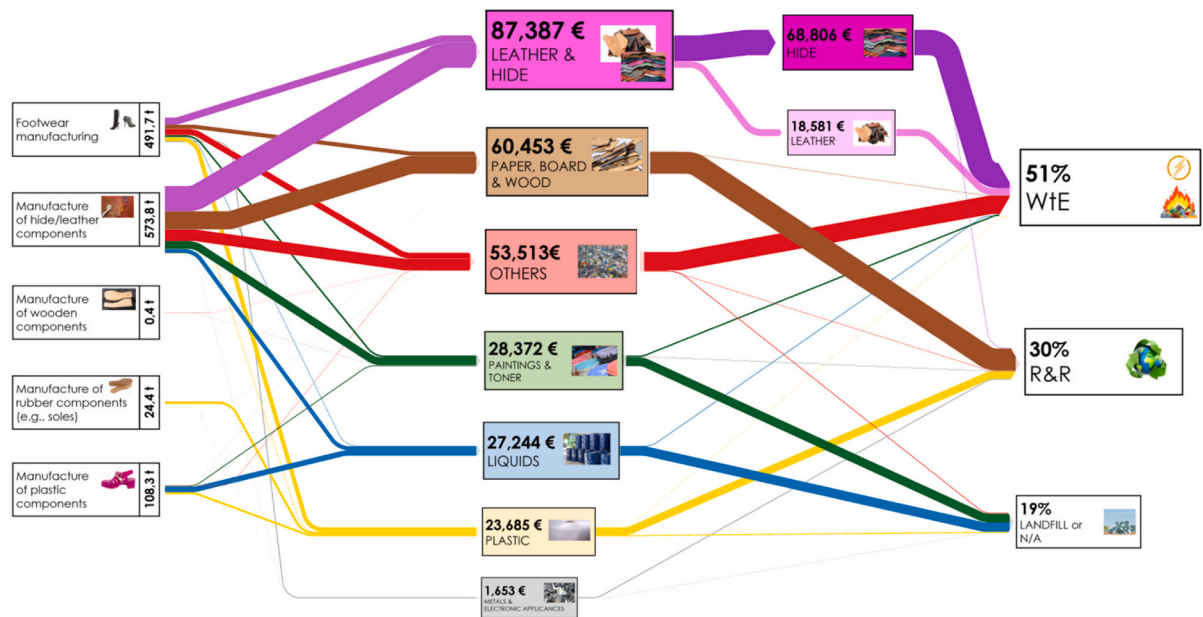 Footwear
manufacturing
491,7 t
Manufacture
of hide/leather
components
573,8 t
Manufacture
of wooden
components
0,4 t
Manufacture of
rubber components
(e.g., soles)
24,4 t
Manufacture
of plastic
components
108,3 t
87,387 €
LEATHER &
HIDE
60,453 €
PAPER, BOARD
& WOOD
53,513€
OTHERS
28,372 €
PAINTINGS &
TONER
27,244 €
LIQUIDS
23,685 €
PLASTIC
1,653 €
METALS &
ELECTRONIC APPLICANCES
68,806 €
HIDE
18,581 €
LEATHER
51%
WtE
30%
R&R
19%
LANDFILL or
N/A